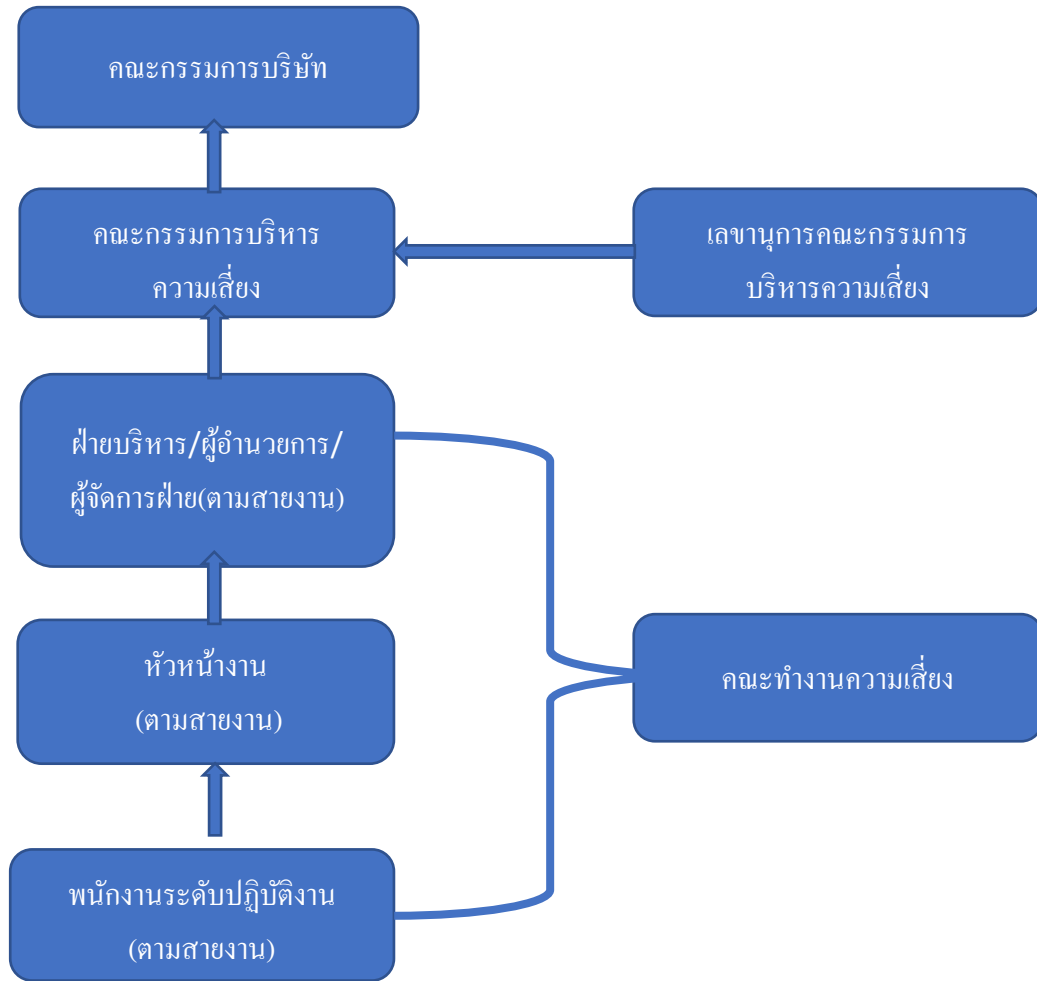 คณะกรรมการบริษัท
คณะกรรมการบริหาร
ความเสี่ยง
เลขานุการคณะกรรมการ
บริหารความเสี่ยง
ฝ่ายบริหาร/ผู้อำนวยการ/
ผู้จัดการฝ่าย(ตามสายงาน)
หัวหน้างาน
(ตามสายงาน)
คณะทำงานความเสี่ยง
พนักงานระดับปฏิบัติงาน
(ตามสายงาน)